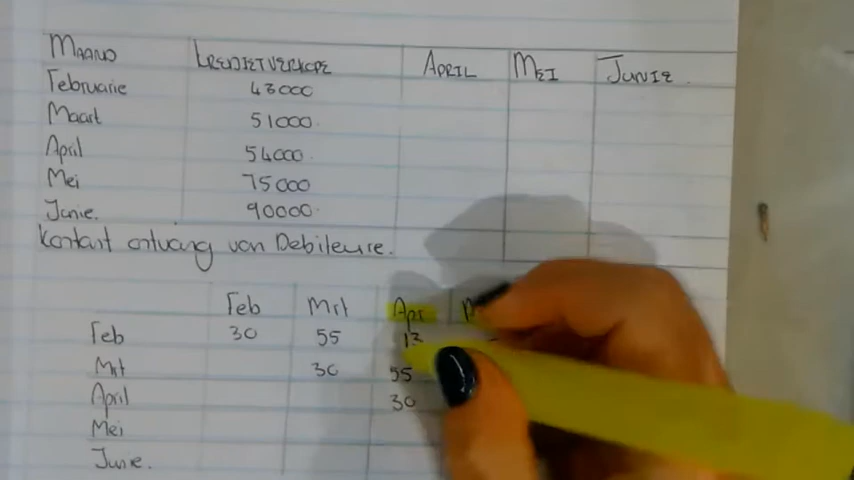 Maand Kredietverkope April Mei Junie
Februarie 43000
Maart 51000
April 54000
Mei 75000
Junie. 90000
Kontant ontvang van Debiteure.
Feb Mrt Apr
Feb 30 55 13
Mrt 30 55
April 30
Mei
Junie.